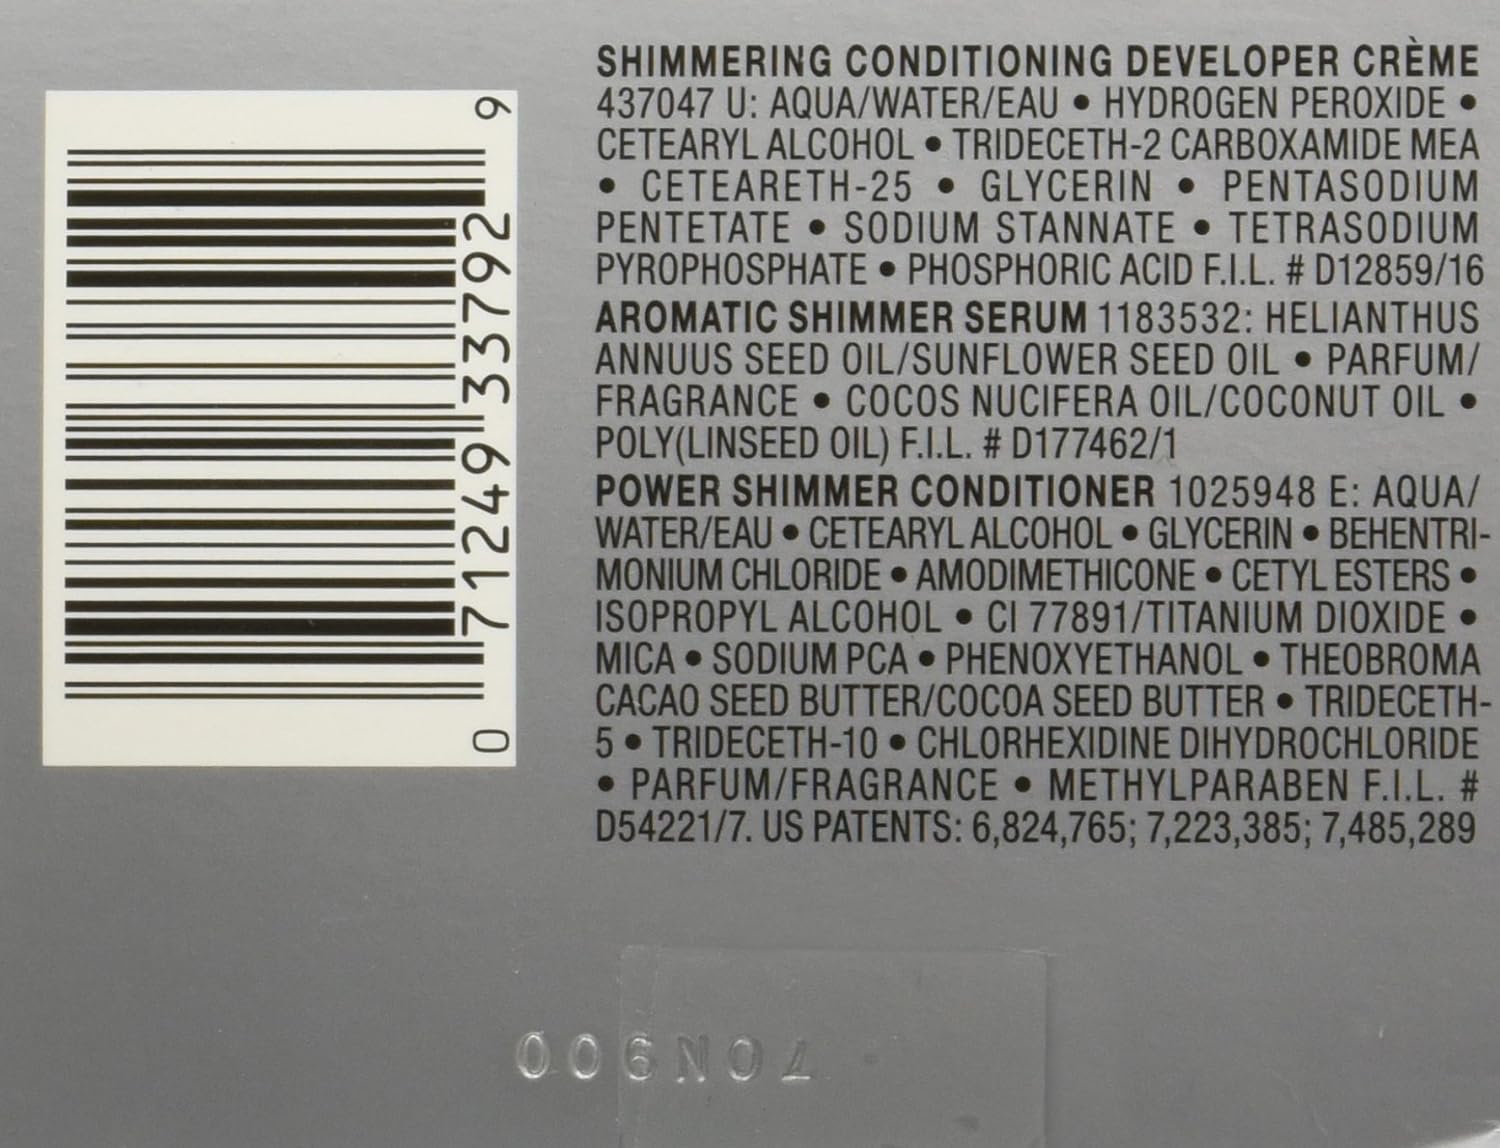 SHIMMERING CONDITIONING DEVELOPER CRÈME
437047 U: AQUA/WATER/EAU • HYDROGEN PEROXIDE •
CETEARYL ALCOHOL • TRIDECETH-2 CARBOXAMIDE MEA
• CETEARETH-25 • GLYCERIN • PENTASODIUM
PENTETATE • SODIUM STANNATE • TETRASODIUM
PYROPHOSPHATE • PHOSPHORIC ACID F.I.L. # D12859/16
AROMATIC SHIMMER SERUM 1183532: HELIANTHUS
ANNUUS SEED OIL/SUNFLOWER SEED OIL • PARFUM/
FRAGRANCE • COCOS NUCIFERA OIL/COCONUT OIL •
POLY(LINSEED OIL) F.I.L. # D177462/1
POWER SHIMMER CONDITIONER 1025948 E: AQUA/
WATER/EAU • CETEARYL ALCOHOL • GLYCERIN • BEHENTRI-
MONIUM CHLORIDE • AMODIMETHICONE • CETYL ESTERS •
ISOPROPYL ALCOHOL • CI 77891/TITANIUM DIOXIDE •
MICA • SODIUM PCA • PHENOXYETHANOL • THEOBROMA
CACAO SEED BUTTER/COCOA SEED BUTTER • TRIDECETH-
5 • TRIDECETH-10 • CHLORHEXIDINE DIHYDROCHLORIDE
• PARFUM/FRAGRANCE • METHYLPARABEN F.I.L. #
D54221/7. US PATENTS: 6,824,765; 7,223,385; 7,485,289
0 71249 33792 9
006N07